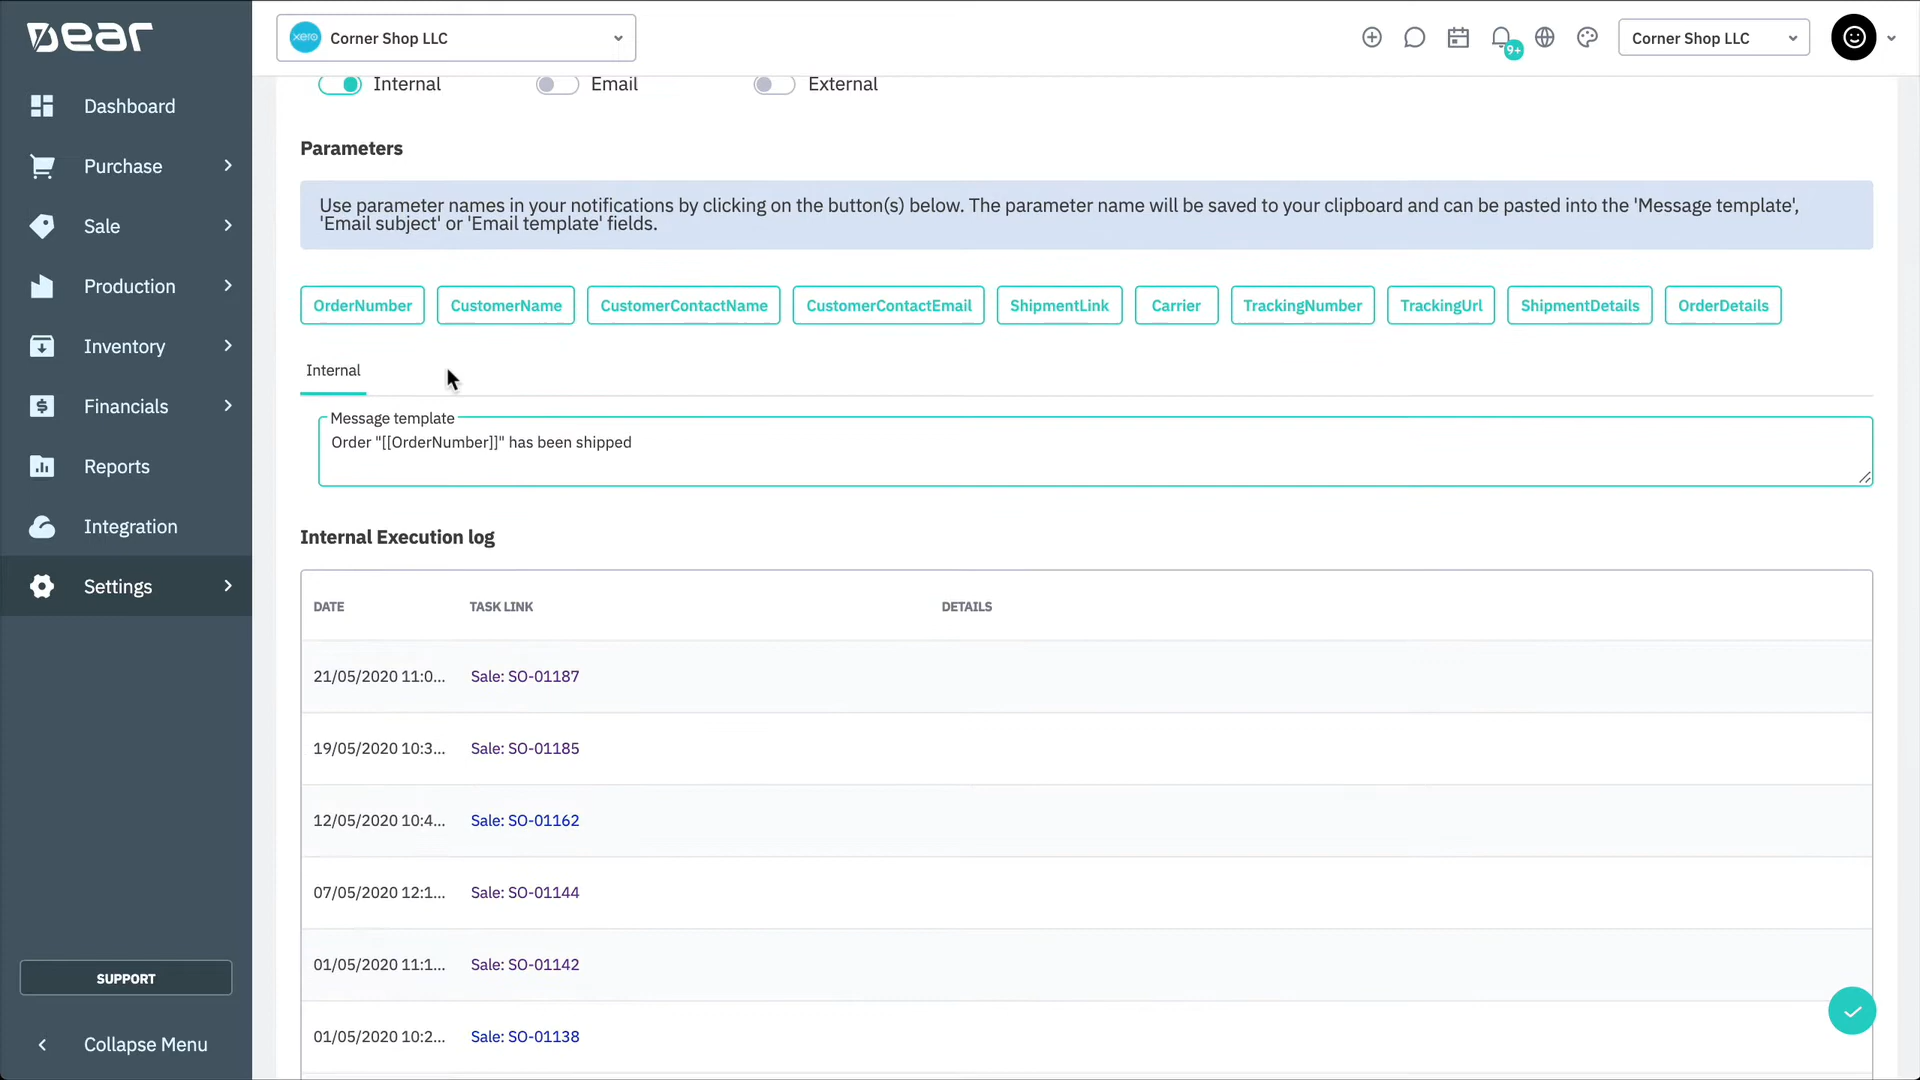 Dear
xero Corner Shop LLC
9+
Corner Shop LLC
Dashboard
Purchase
Sale
Production
Inventory
Financials
Reports
Integration
Settings
SUPPORT
Collapse Menu
Internal
Email
External
Parameters
Use parameter names in your notifications by clicking on the button(s) below. The parameter name will be saved to your clipboard and can be pasted into the 'Message template',
'Email subject' or 'Email template' fields.
OrderNumber
CustomerName
CustomerContactName
CustomerContactEmail
ShipmentLink
Carrier
TrackingNumber
TrackingUrl
ShipmentDetails
OrderDetails
Internal
Message template
Order "[[OrderNumber]]" has been shipped
Internal Execution log
DATE TASK LINK DETAILS
21/05/2020 11:0... Sale: SO-01187
19/05/2020 10:3... Sale: SO-01185
12/05/2020 10:4... Sale: SO-01162
07/05/2020 12:1... Sale: SO-01144
01/05/2020 11:1... Sale: SO-01142
01/05/2020 10:2... Sale: SO-01138